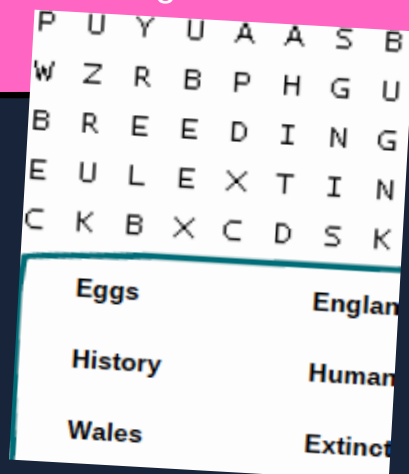 P U Y U A A S B
W Z R B P H G U
B R E E D I N G
E U L E X T I N
C K B X C D S K
Eggs Englan
History Human
Wales Extinct